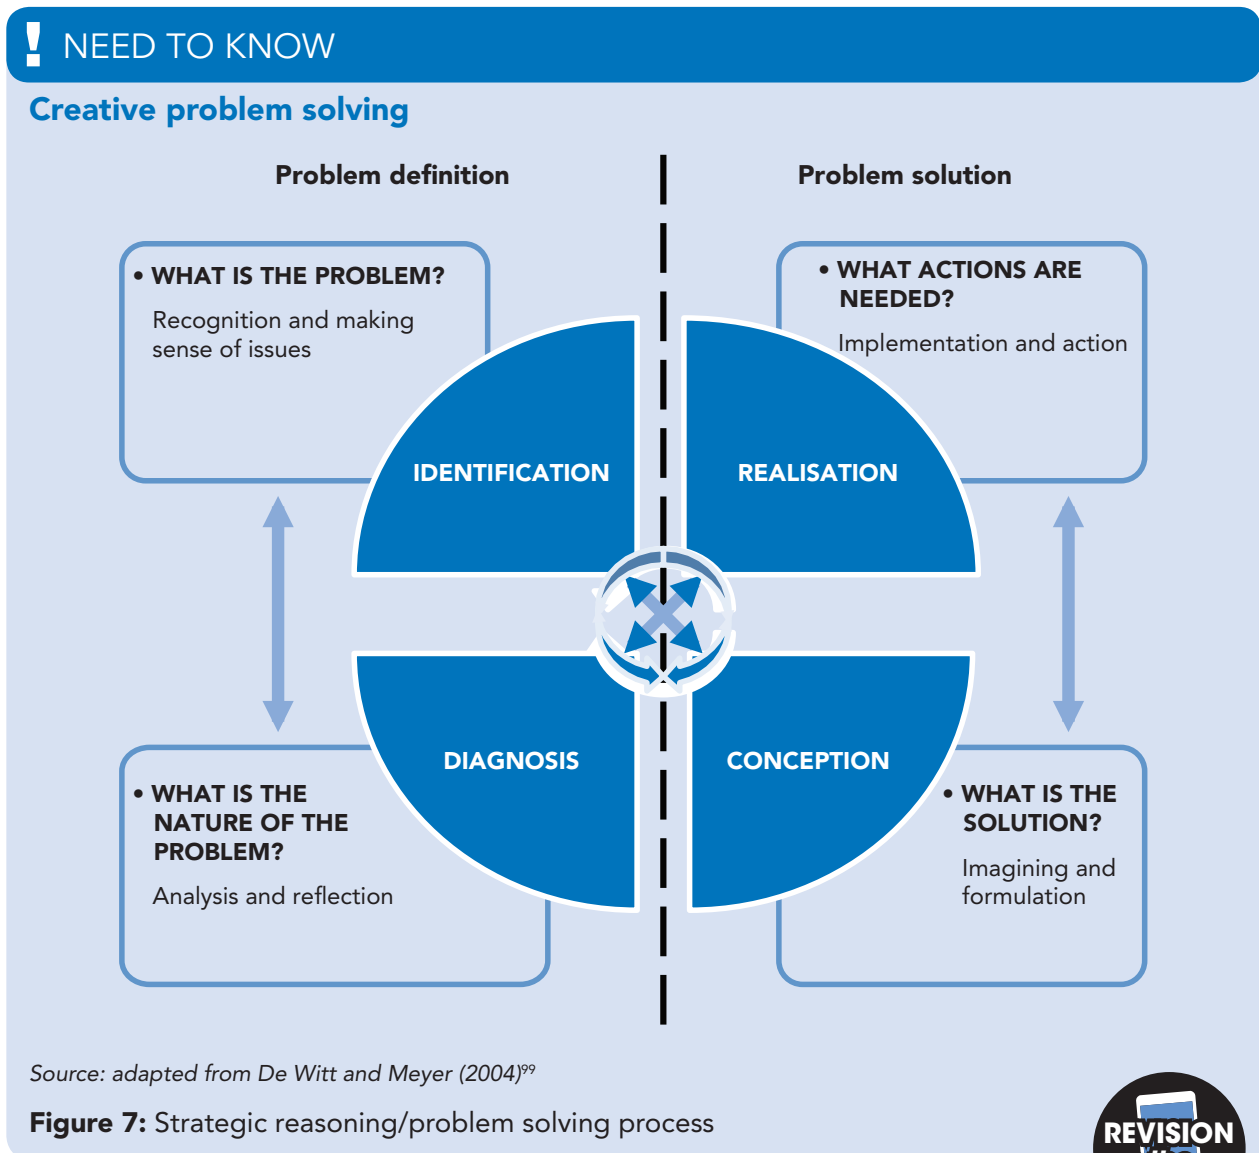 ! NEED TO KNOW
Creative problem solving
Problem definition
Problem solution
• WHAT IS THE PROBLEM?
Recognition and making
sense of issues
• WHAT ACTIONS ARE
NEEDED?
Implementation and action
IDENTIFICATION
REALISATION
DIAGNOSIS
CONCEPTION
• WHAT IS THE
NATURE OF THE
PROBLEM?
Analysis and reflection
• WHAT IS THE
SOLUTION?
Imagining and
formulation
Source: adapted from De Witt and Meyer (2004)⁹⁹
Figure 7: Strategic reasoning/problem solving process
REVISION